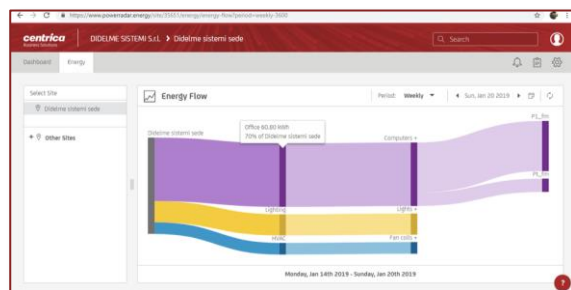 https://www.powerradar.energy/site/35651/energy/energy-flow?period=weekly-3600
centrica
Business Solutions
DIDELME SISTEMI S.r.l. > Didelme sistemi sede
Search
Dashboard
Energy
Select Site
Didelme sistemi sede
+ Other Sites
Energy Flow
Period: Weekly
Sun, Jan 20 2019
Didelme sistemi sede
Office 60.80 kWh
70% of Didelme sistemi sede
Computers +
Lighting
Lights +
HVAC
Fan coils +
Monday, Jan 14th 2019 - Sunday, Jan 20th 2019
?